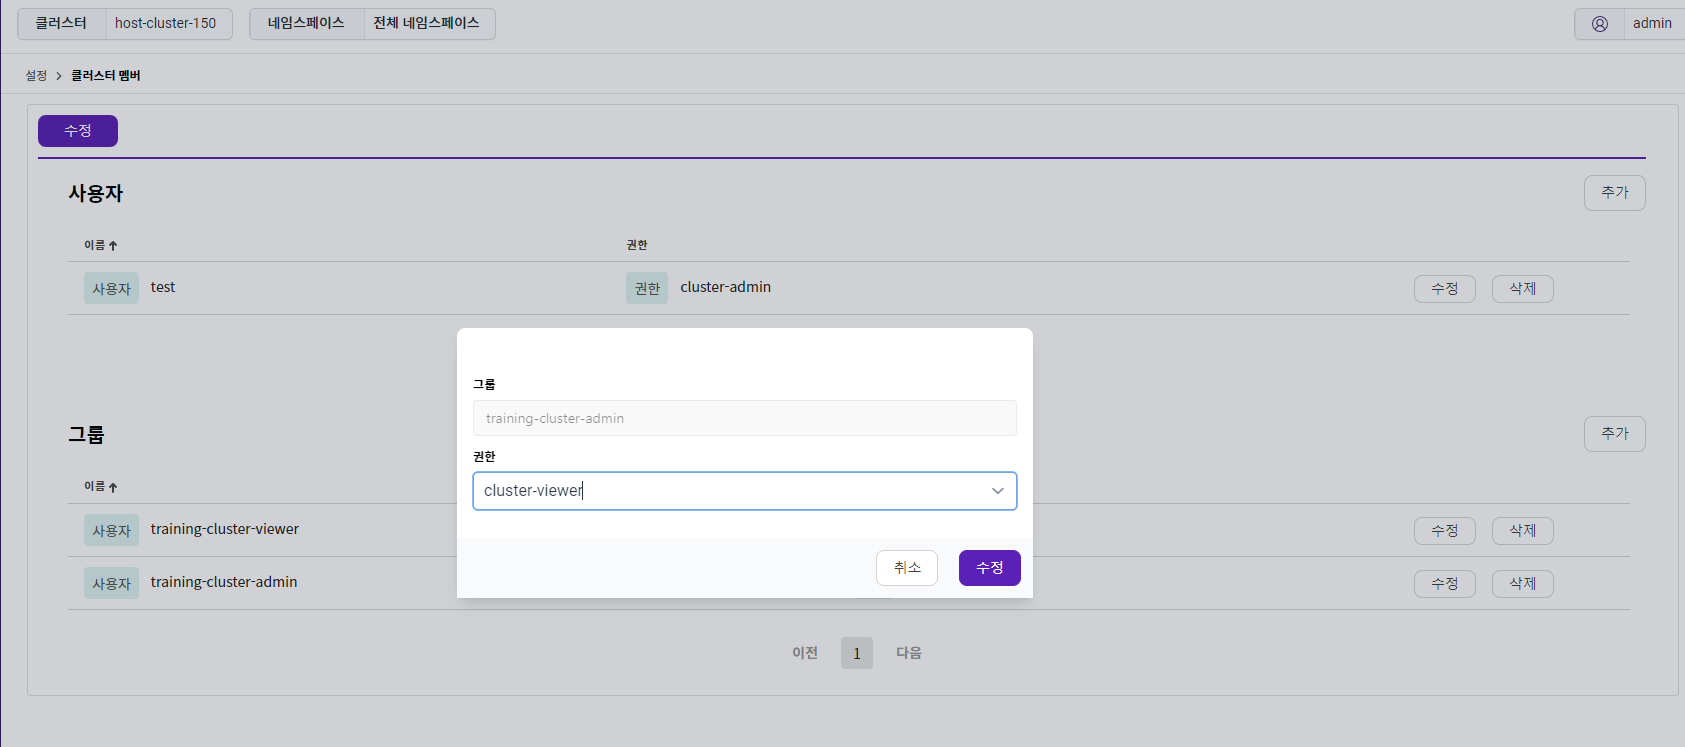 클러스터 host-cluster-150 네임스페이스 전체 네임스페이스 admin
설정 > 클러스터 멤버
수정
사용자 추가
이름 ↑ 권한
사용자 test 권한 cluster-admin 수정 삭제
그룹
training-cluster-admin
권한
cluster-viewer
취소 수정
그룹 추가
이름 ↑
사용자 training-cluster-viewer 수정 삭제
사용자 training-cluster-admin 수정 삭제
이전 1 다음